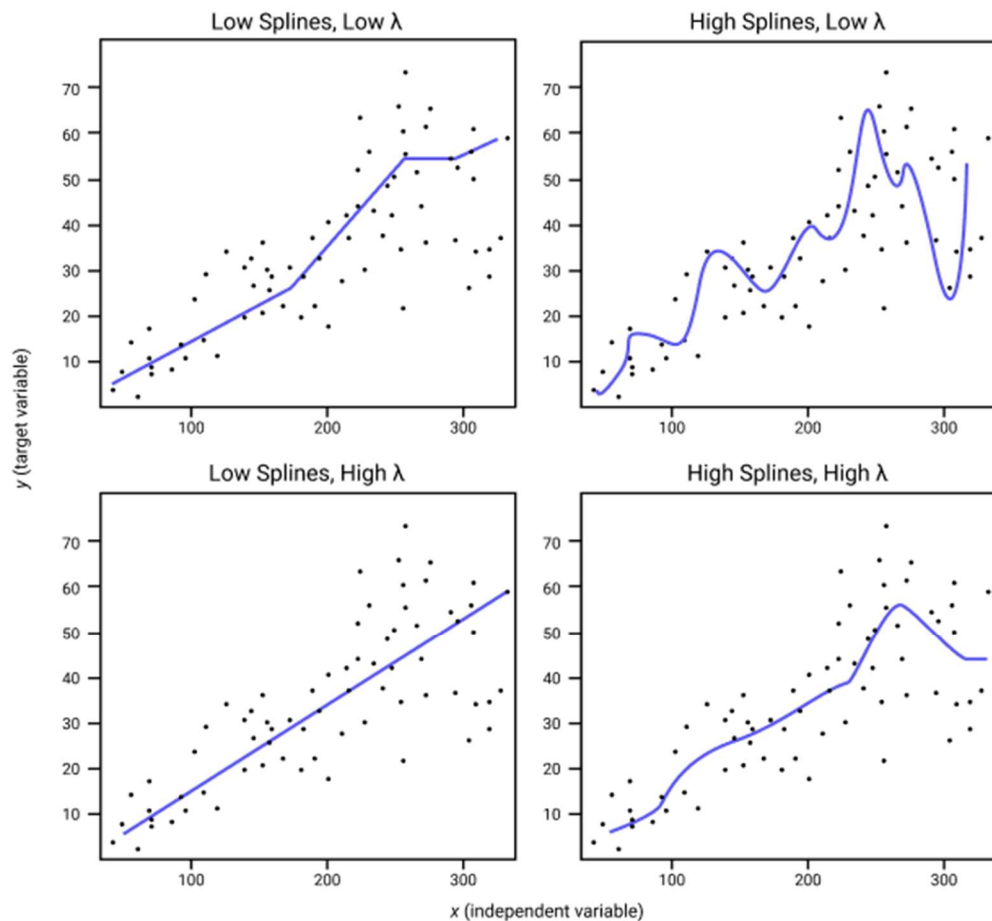 Low Splines, Low λ
70
60
50
40
30
20
10
100 200 300
High Splines, Low λ
70
60
50
40
30
20
10
100 200 300
y (target variable)
Low Splines, High λ
70
60
50
40
30
20
10
100 200 300
High Splines, High λ
70
60
50
40
30
20
10
100 200 300
x (independent variable)